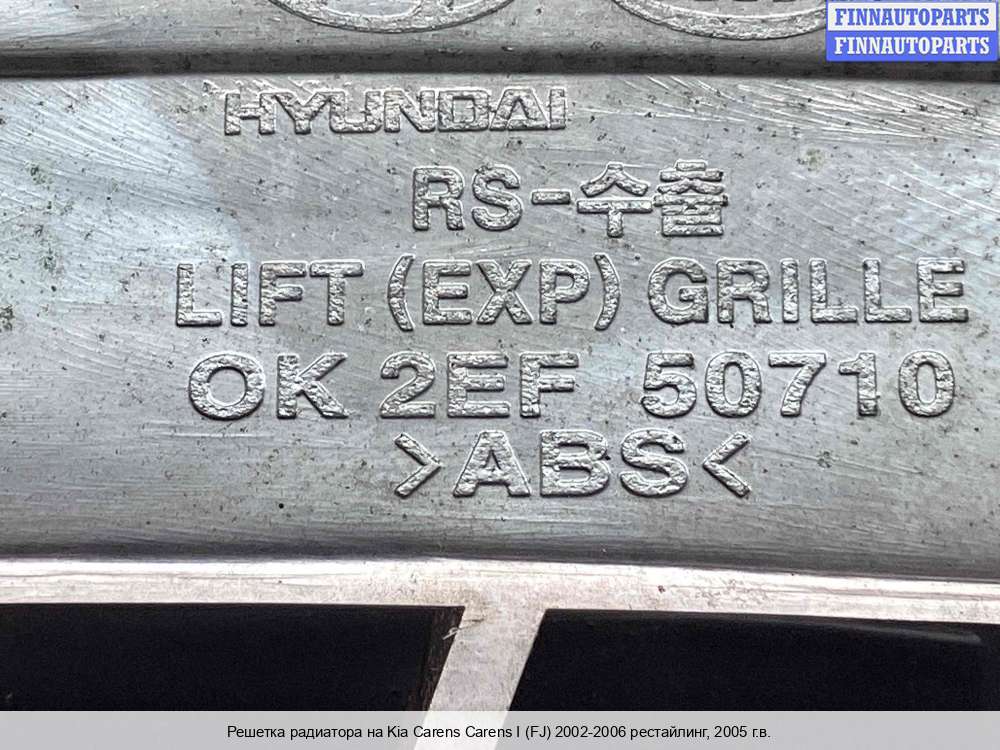 FINNAUTOPARTS
FINNAUTOPARTS
HYUNDAI
RS-수출
LIFT (EXP) GRILLE
OK 2EF 50710
>ABS<
Решетка радиатора на Kia Carens Carens I (FJ) 2002-2006 рестайлинг, 2005 г.в.